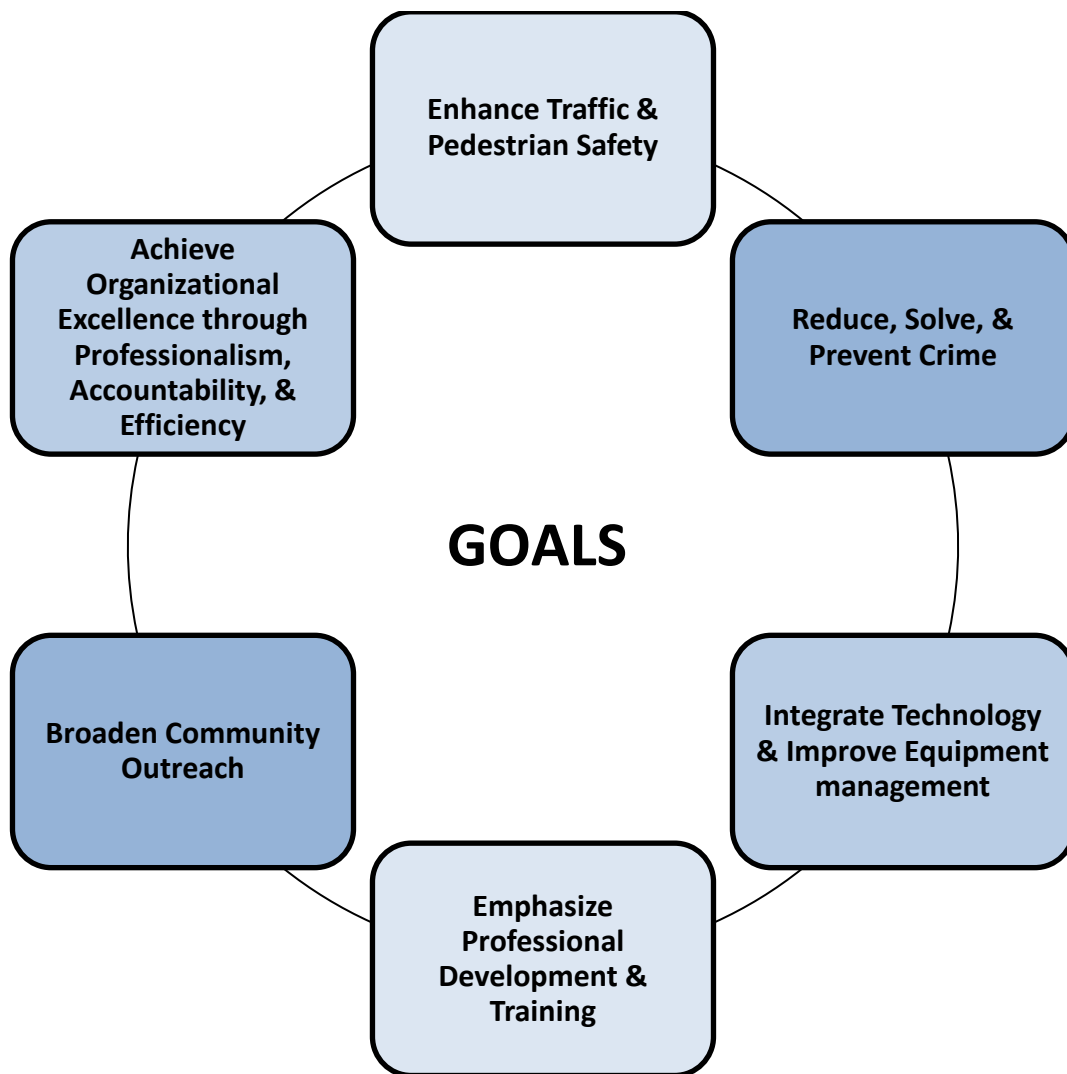 Enhance Traffic &
Pedestrian Safety
Reduce, Solve, &
Prevent Crime
Integrate Technology
& Improve Equipment
management
Emphasize
Professional
Development &
Training
Broaden Community
Outreach
Achieve
Organizational
Excellence through
Professionalism,
Accountability, &
Efficiency
GOALS